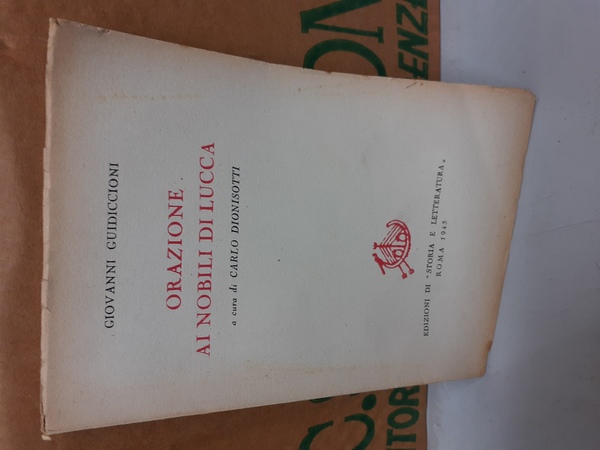 GIOVANNI GUIDICCIONI
ORAZIONE
AI NOBILI DI LUCCA
a cura di CARLO DIONISOTTI
EDIZIONI DI "STORIA E LETTERATURA"
ROMA 1945